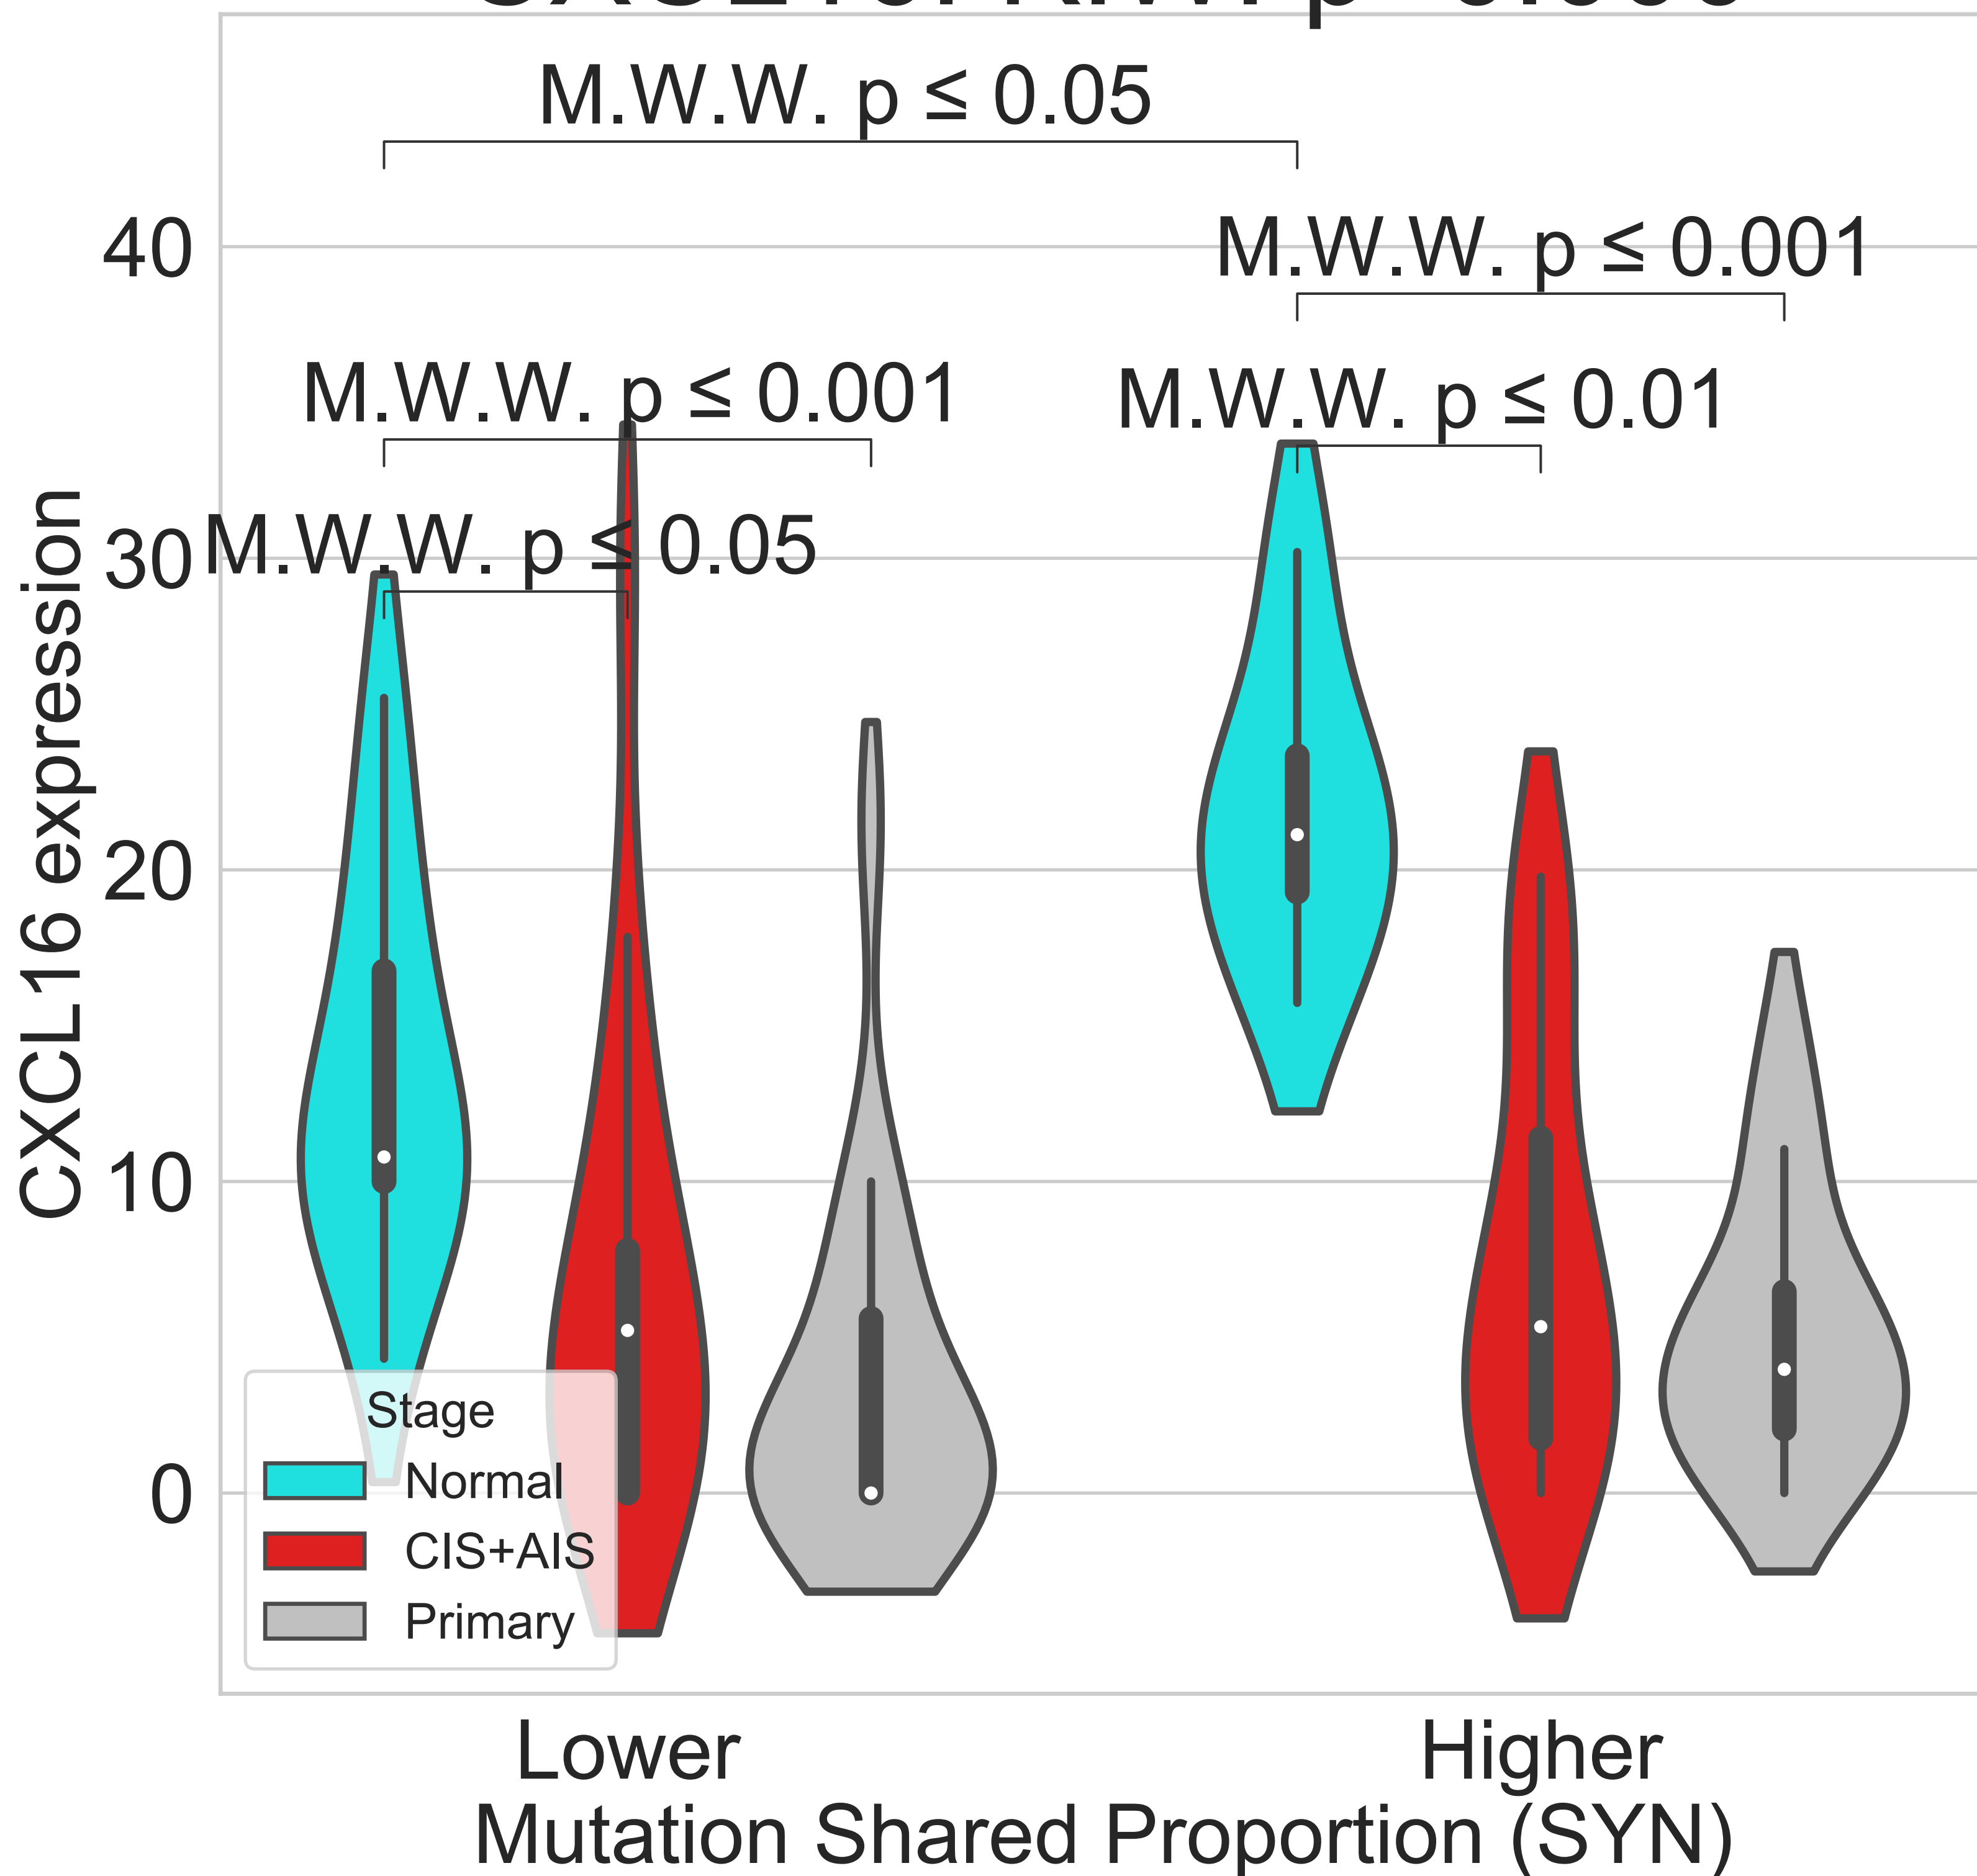 M.W.W. p ≤ 0.05
M.W.W. p ≤ 0.001
M.W.W. p ≤ 0.001
M.W.W. p ≤ 0.01
M.W.W. p ≤ 0.05
CXCL16 expression
40
30
20
10
0
Stage
Normal
CIS+AIS
Primary
Lower
Higher
Mutation Shared Proportion (SYN)